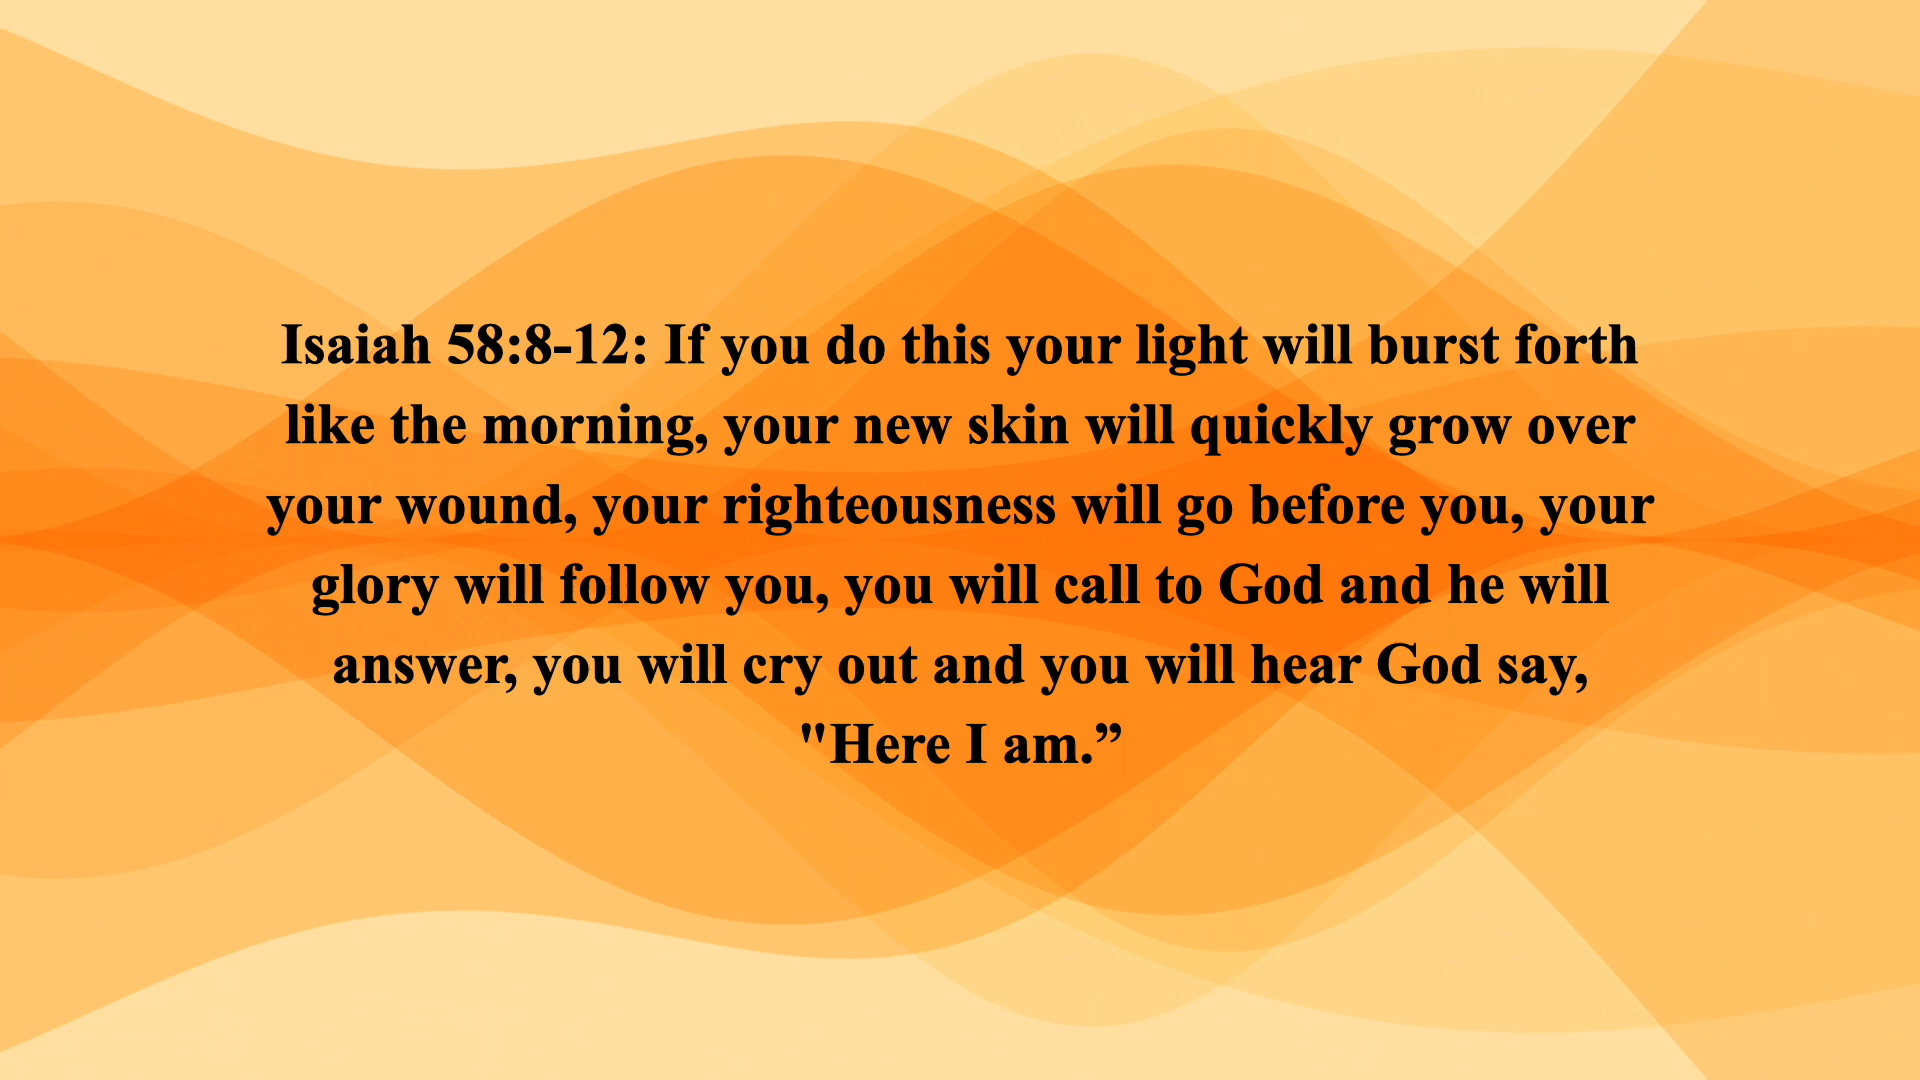 Isaiah 58:8-12: If you do this your light will burst forth
like the morning, your new skin will quickly grow over
your wound, your righteousness will go before you, your
glory will follow you, you will call to God and he will
answer, you will cry out and you will hear God say,
"Here I am.”